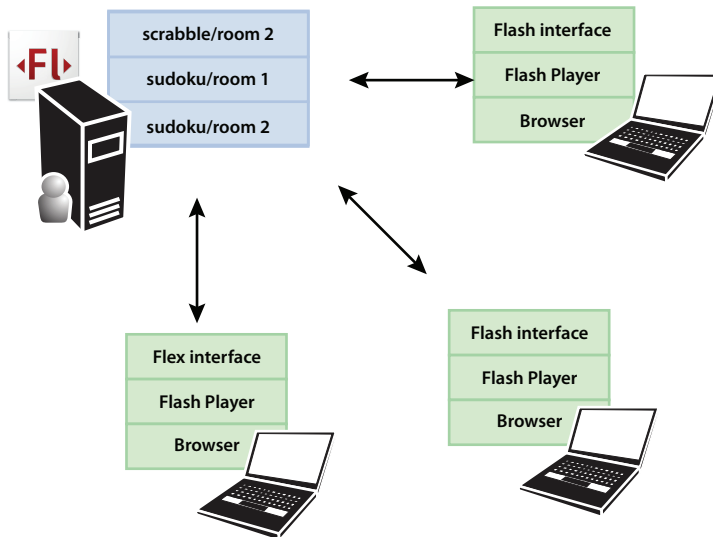 Fl
scrabble/room 2
sudoku/room 1
sudoku/room 2
Flash interface
Flash Player
Browser
Flex interface
Flash Player
Browser
Flash interface
Flash Player
Browser